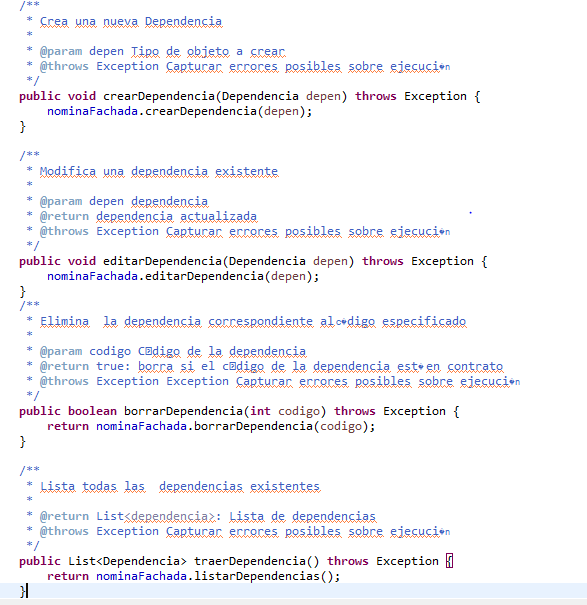 /**
 * Crea una nueva Dependencia
 *
 * @param depen Tipo de objeto a crear
 * @throws Exception Capturar errores posibles sobre ejecuci�n
 */
public void crearDependencia(Dependencia depen) throws Exception {
    nominaFachada.crearDependencia(depen);
}

/**
 * Modifica una dependencia existente
 *
 * @param depen dependencia
 * @return dependencia actualizada
 * @throws Exception Capturar errores posibles sobre ejecuci�n
 */
public void editarDependencia(Dependencia depen) throws Exception {
    nominaFachada.editarDependencia(depen);
}
/**
 * Elimina  la dependencia correspondiente alc�digo especificado
 *
 * @param codigo C�digo de la dependencia
 * @return true: borra si el c�digo de la dependencia est�en contrato
 * @throws Exception Exception Capturar errores posibles sobre ejecuci�n
 */
public boolean borrarDependencia(int codigo) throws Exception {
    return nominaFachada.borrarDependencia(codigo);
}

/**
 * Lista todas las  dependencias existentes
 *
 * @return List<dependencia>: Lista de dependencias
 * @throws Exception Capturar errores posibles sobre ejecuci�n
 */
public List<Dependencia> traerDependencia() throws Exception {
    return nominaFachada.listarDependencias();
}